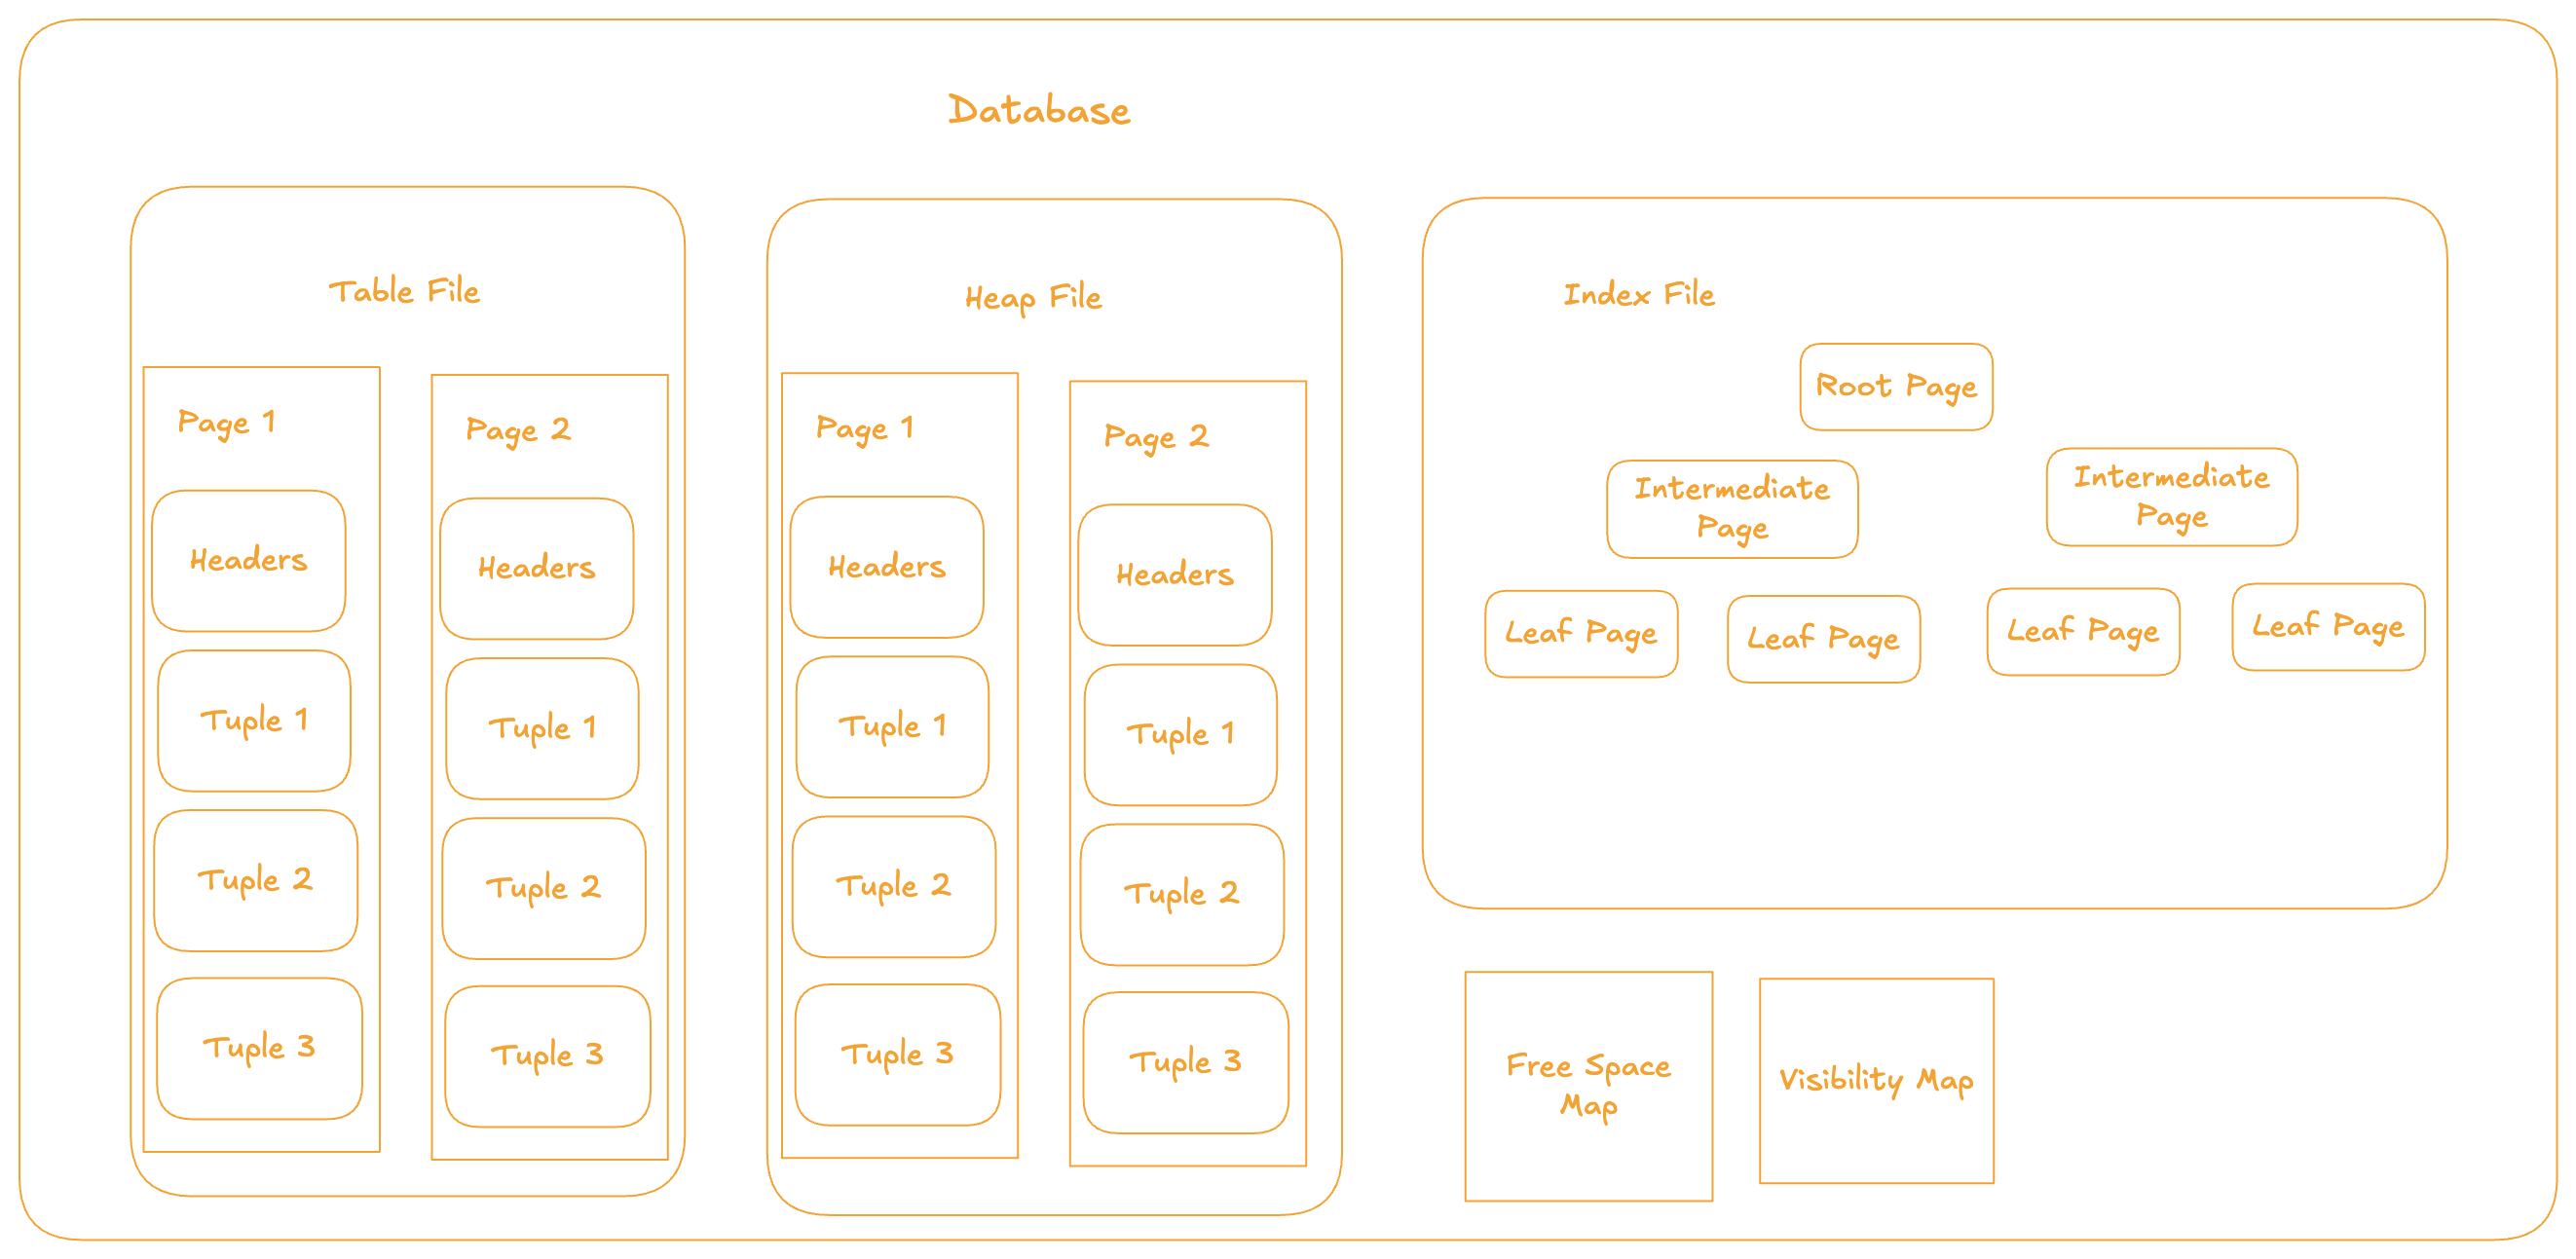 Database
Table File
Page 1
Headers
Tuple 1
Tuple 2
Tuple 3
Page 2
Headers
Tuple 1
Tuple 2
Tuple 3
Heap File
Page 1
Headers
Tuple 1
Tuple 2
Tuple 3
Page 2
Headers
Tuple 1
Tuple 2
Tuple 3
Index File
Root Page
Intermediate
Page
Intermediate
Page
Leaf Page
Leaf Page
Leaf Page
Leaf Page
Free Space
Map
Visibility Map